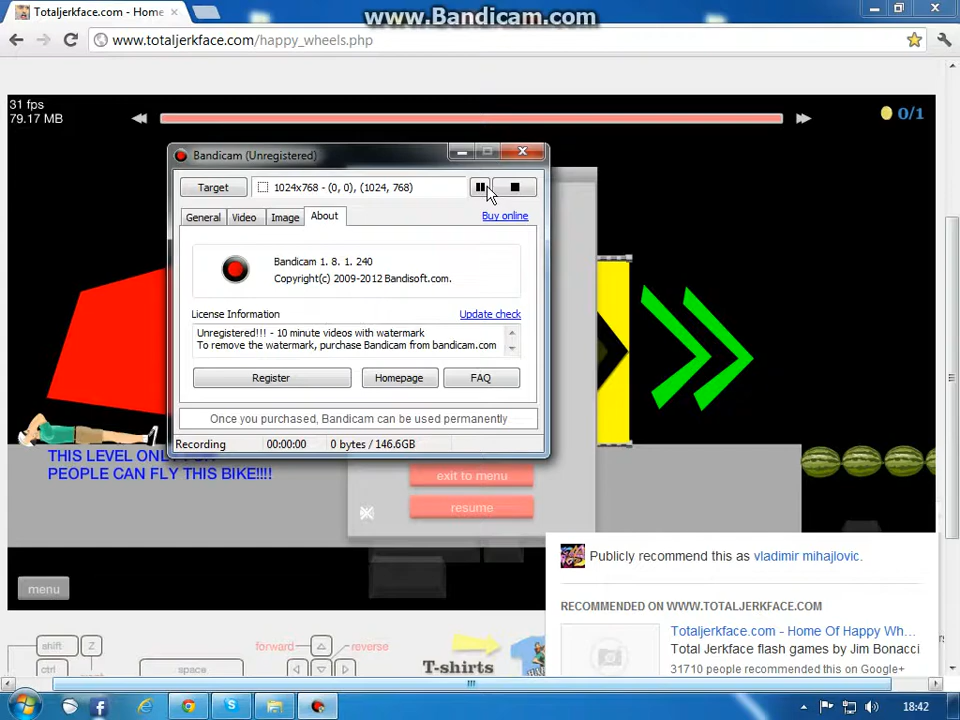 www.Bandicam.com
Totaljerkface.com - Home
www.totaljerkface.com/happy_wheels.php
31 fps
79.17 MB
0/1
Bandicam (Unregistered)
Target
1024x768 - (0, 0), (1024, 768)
General Video Image About
Buy online
Bandicam 1. 8. 1. 240
Copyright(c) 2009-2012 Bandisoft.com.
License Information
Update check
Unregistered!!! - 10 minute videos with watermark
To remove the watermark, purchase Bandicam from bandicam.com
Register Homepage FAQ
Once you purchased, Bandicam can be used permanently
Recording 00:00:00 0 bytes / 146.6GB
THIS LEVEL ONL
PEOPLE CAN FLY THIS BIKE!!!!
exit to menu
resume
Publicly recommend this as vladimir mihajlovic.
RECOMMENDED ON WWW.TOTALJERKFACE.COM
Totaljerkface.com - Home Of Happy Wh...
Total Jerkface flash games by Jim Bonacci
31710 people recommended this on Google+
menu
shift Z
forward reverse
ctrl
space
T-shirts
18:42